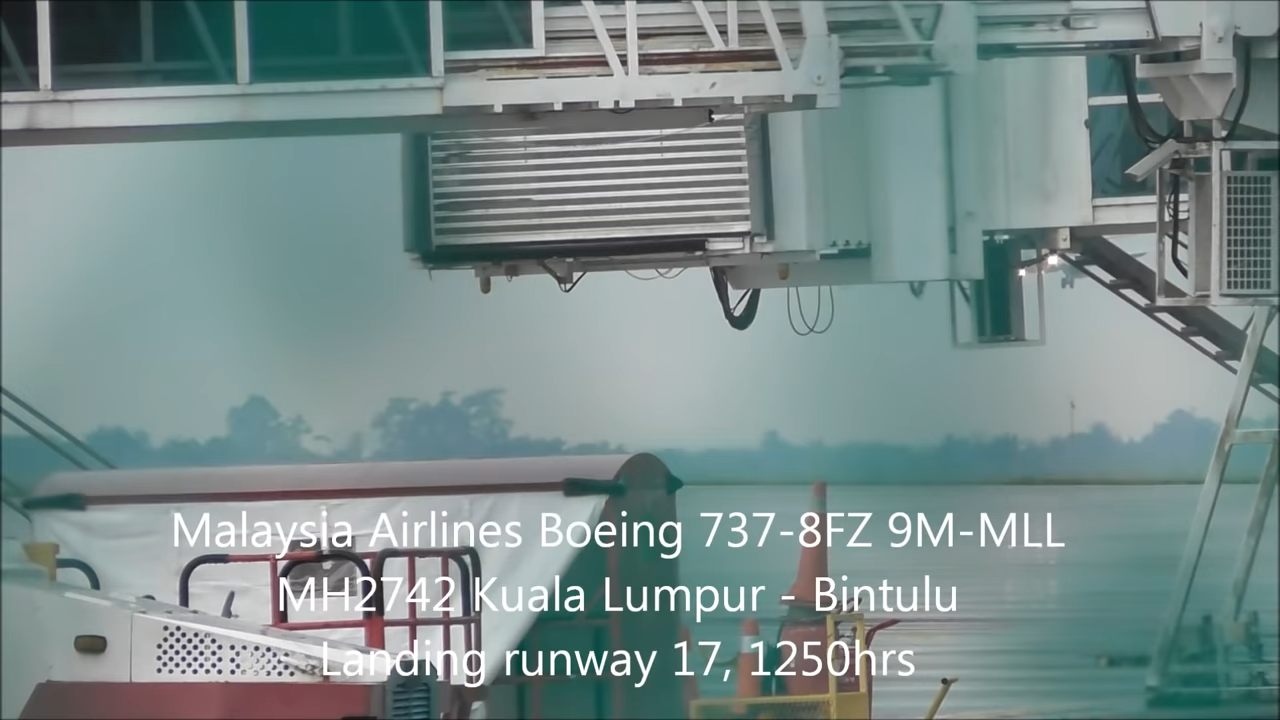 Malaysia Airlines Boeing 737-8FZ 9M-MLL
MH2742 Kuala Lumpur - Bintulu
Landing runway 17, 1250hrs